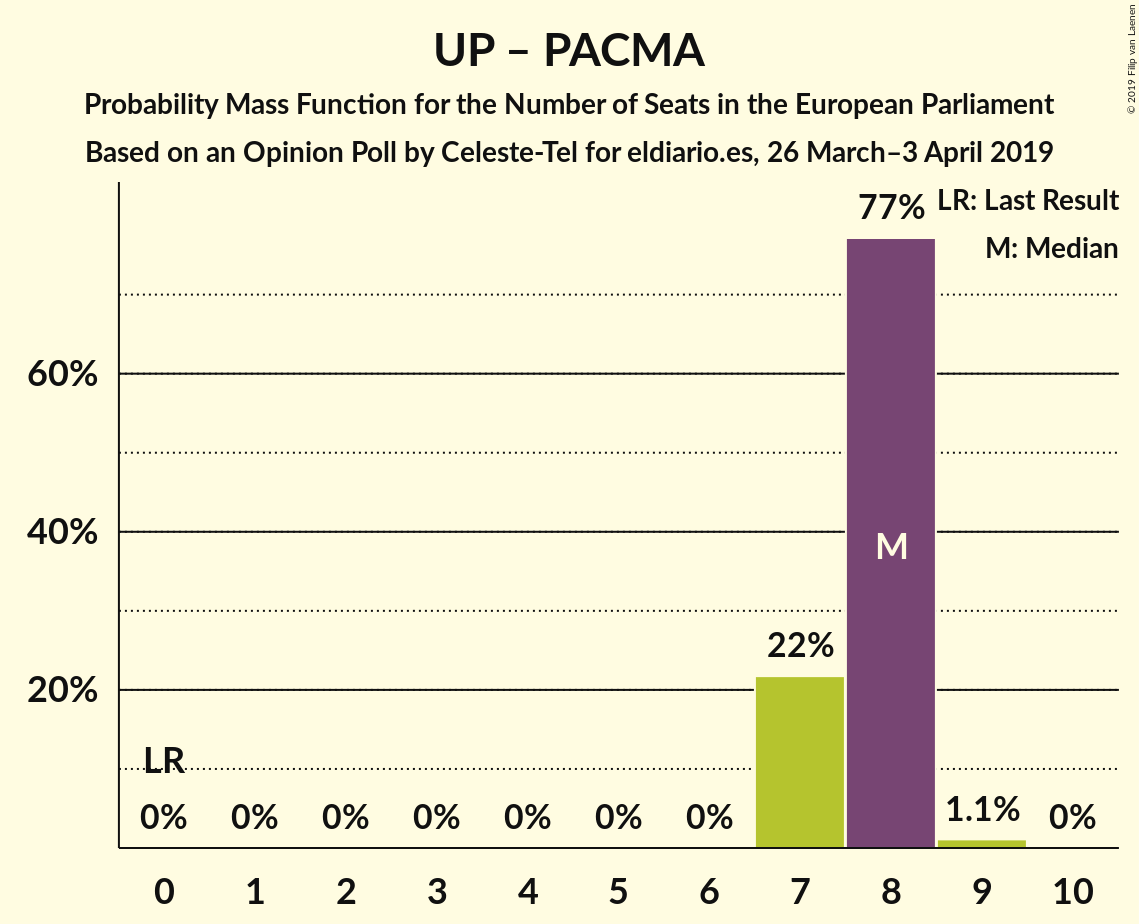 UP – PACMA
Probability Mass Function for the Number of Seats in the European Parliament
Based on an Opinion Poll by Celeste-Tel for eldiario.es, 26 March–3 April 2019
© 2019 Filip van Laenen
77%
LR: Last Result
M: Median
60%
40%
M
22%
20%
LR
0% 0% 0% 0% 0% 0% 0% 1.1% 0%
0 1 2 3 4 5 6 7 8 9 10